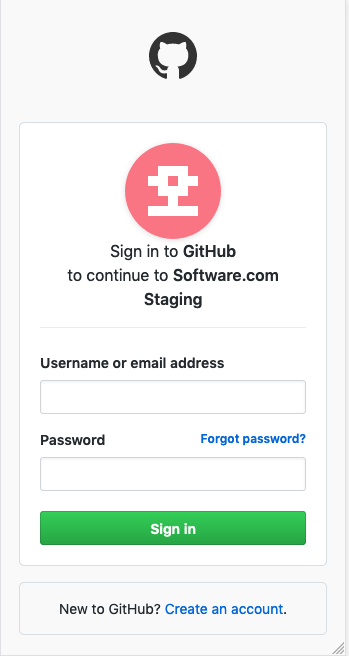 Sign in to GitHub
to continue to Software.com
Staging
Username or email address
Password Forgot password?
Sign in
New to GitHub? Create an account.